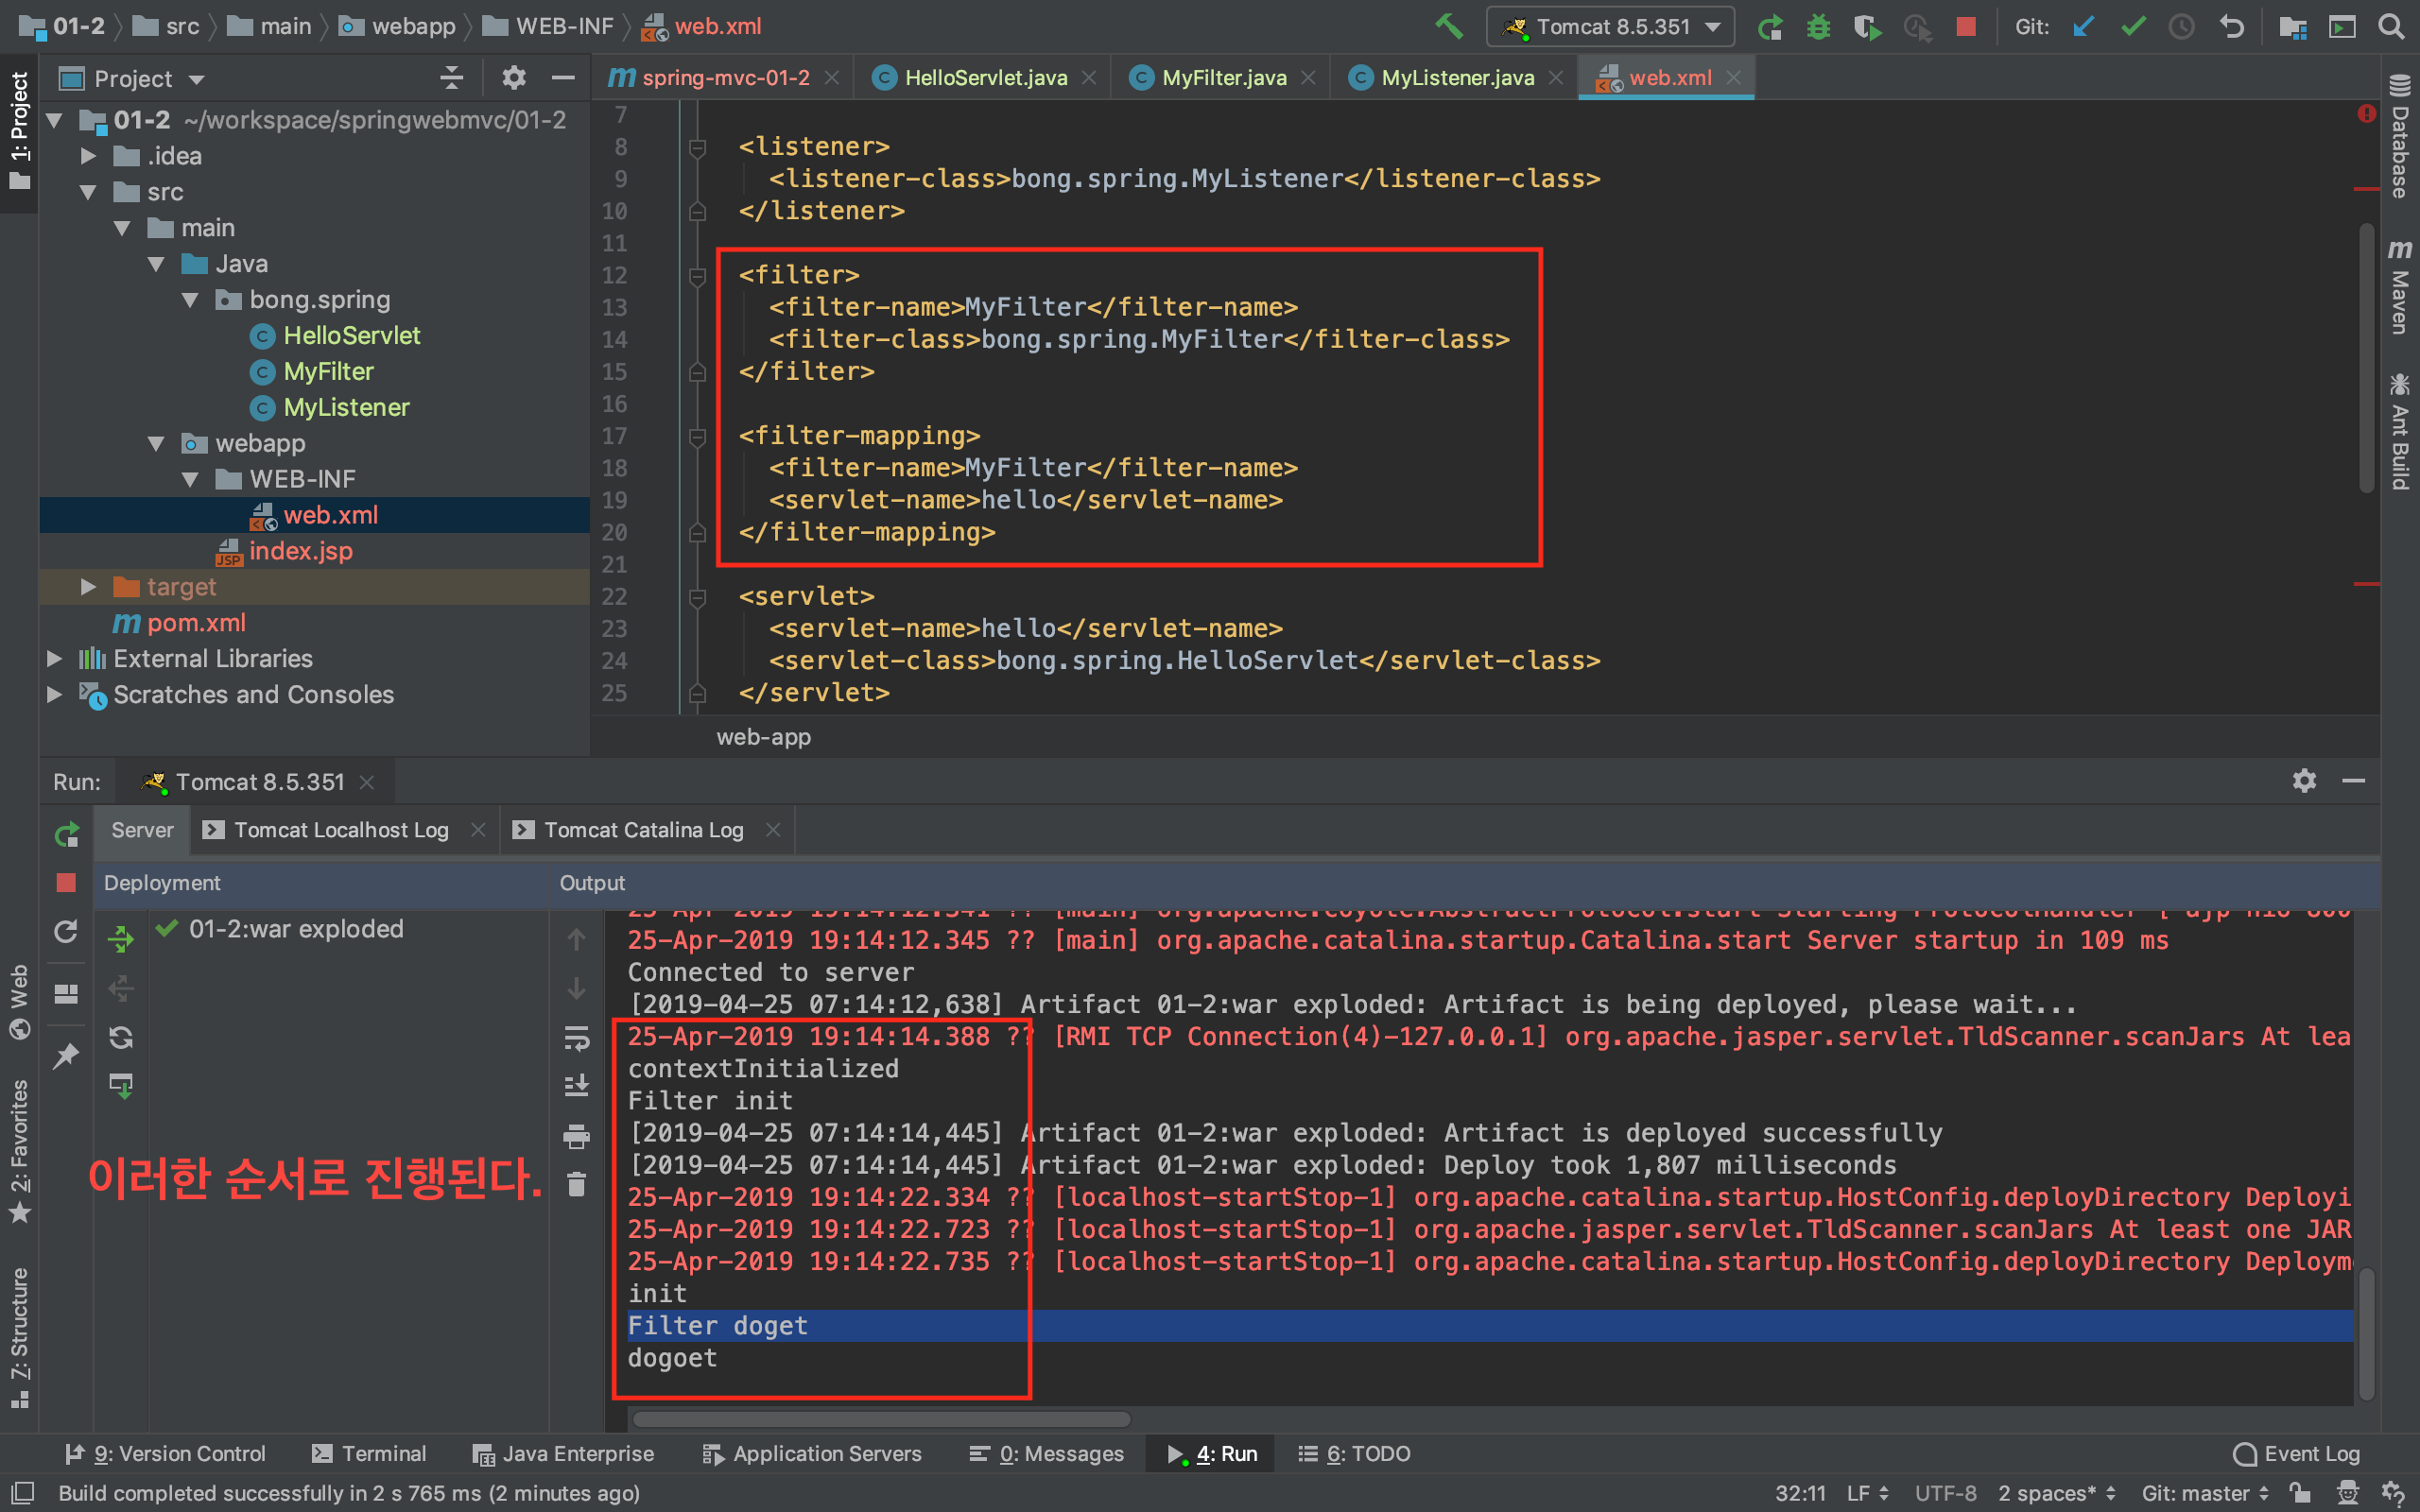 01-2 src main webapp WEB-INF web.xml
Tomcat 8.5.351 Git:
Project
spring-mvc-01-2 HelloServlet.java MyFilter.java MyListener.java web.xml
1: Project
01-2 ~/workspace/springwebmvc/01-2
.idea
src
main
Java
bong.spring
HelloServlet
MyFilter
MyListener
webapp
WEB-INF
web.xml
index.jsp
target
pom.xml
External Libraries
Scratches and Consoles
7
8 <listener>
9 <listener-class>bong.spring.MyListener</listener-class>
10 </listener>
11
12 <filter>
13 <filter-name>MyFilter</filter-name>
14 <filter-class>bong.spring.MyFilter</filter-class>
15 </filter>
16
17 <filter-mapping>
18 <filter-name>MyFilter</filter-name>
19 <servlet-name>hello</servlet-name>
20 </filter-mapping>
21
22 <servlet>
23 <servlet-name>hello</servlet-name>
24 <servlet-class>bong.spring.HelloServlet</servlet-class>
25 </servlet>
web-app
Database
Maven
Ant Build
Run: Tomcat 8.5.351
Server Tomcat Localhost Log Tomcat Catalina Log
Deployment Output
01-2:war exploded
25-Apr-2019 19:14:12.345 ?? [main] org.apache.catalina.startup.Catalina.start Server startup in 109 ms
Connected to server
[2019-04-25 07:14:12,638] Artifact 01-2:war exploded: Artifact is being deployed, please wait...
25-Apr-2019 19:14:14.388 ?? [RMI TCP Connection(4)-127.0.0.1] org.apache.jasper.servlet.TldScanner.scanJars At lea
contextInitialized
Filter init
[2019-04-25 07:14:14,445] Artifact 01-2:war exploded: Artifact is deployed successfully
[2019-04-25 07:14:14,445] Artifact 01-2:war exploded: Deploy took 1,807 milliseconds
25-Apr-2019 19:14:22.334 ?? [localhost-startStop-1] org.apache.catalina.startup.HostConfig.deployDirectory Deployi
25-Apr-2019 19:14:22.723 ?? [localhost-startStop-1] org.apache.jasper.servlet.TldScanner.scanJars At least one JAR
25-Apr-2019 19:14:22.735 ?? [localhost-startStop-1] org.apache.catalina.startup.HostConfig.deployDirectory Deploym
init
Filter doget
dogoet
이러한 순서로 진행된다.
Web
2: Favorites
7: Structure
9: Version Control Terminal Java Enterprise Application Servers 0: Messages 4: Run 6: TODO Event Log
Build completed successfully in 2 s 765 ms (2 minutes ago) 32:11 LF UTF-8 2 spaces* Git: master